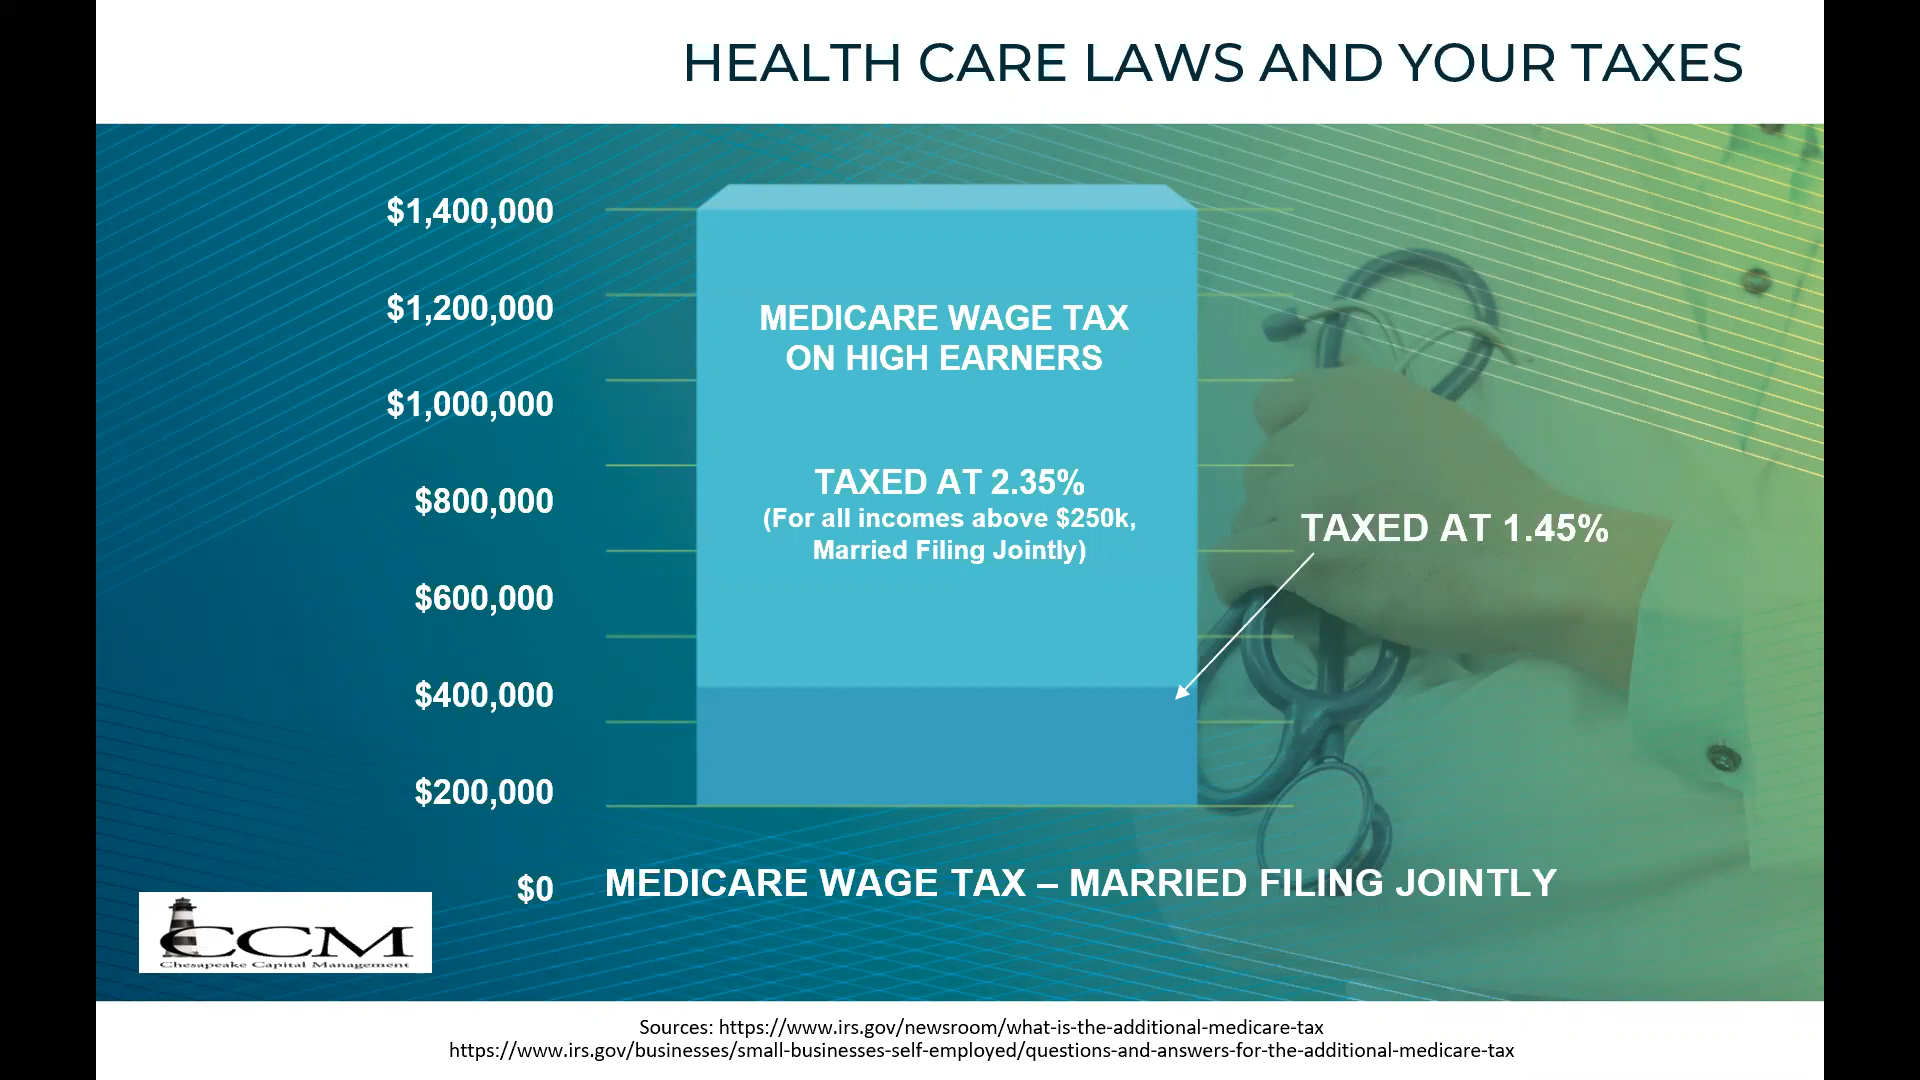 HEALTH CARE LAWS AND YOUR TAXES
$1,400,000
$1,200,000
$1,000,000
$800,000
$600,000
$400,000
$200,000
$0
MEDICARE WAGE TAX
ON HIGH EARNERS
TAXED AT 2.35%
(For all incomes above $250k,
Married Filing Jointly)
TAXED AT 1.45%
MEDICARE WAGE TAX – MARRIED FILING JOINTLY
CCM
Chesapeake Capital Management
Sources: https://www.irs.gov/newsroom/what-is-the-additional-medicare-tax
https://www.irs.gov/businesses/small-businesses-self-employed/questions-and-answers-for-the-additional-medicare-tax